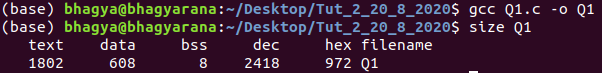 (base) bhagya@bhagyarana:~/Desktop/Tut_2_20_8_2020$ gcc Q1.c -o Q1
(base) bhagya@bhagyarana:~/Desktop/Tut_2_20_8_2020$ size Q1
   text    data     bss     dec     hex filename
   1802     608       8    2418     972 Q1